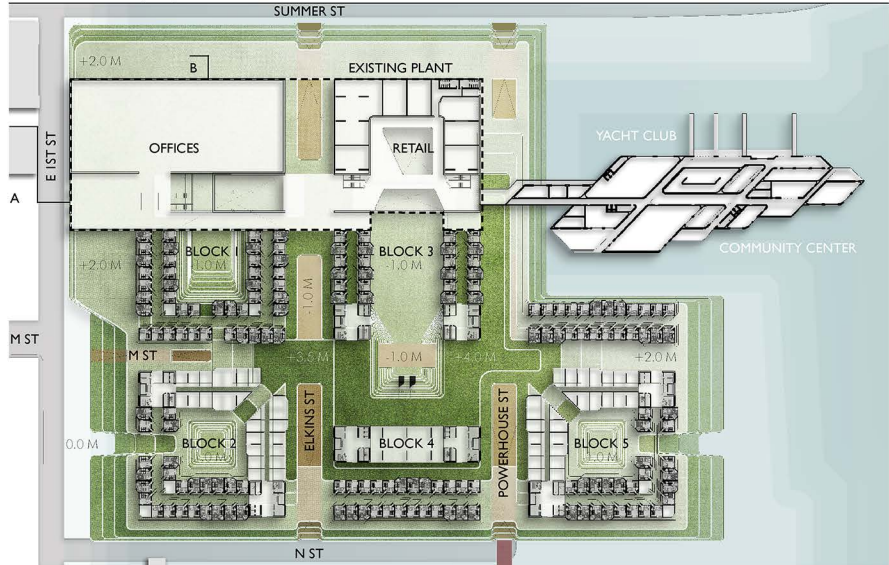 SUMMER ST
+2.0 M
B
EXISTING PLANT
OFFICES
RETAIL
YACHT CLUB
E 1ST ST
A
COMMUNITY CENTER
BLOCK 1
-1.0 M
BLOCK 3
-1.0 M
+2.0 M
-1.0 M
M ST
M ST
+3.5 M
-1.0 M
+4.0 M
+2.0 M
ELKINS ST
POWERHOUSE ST
0.0 M
BLOCK 2
BLOCK 4
BLOCK 5
N ST